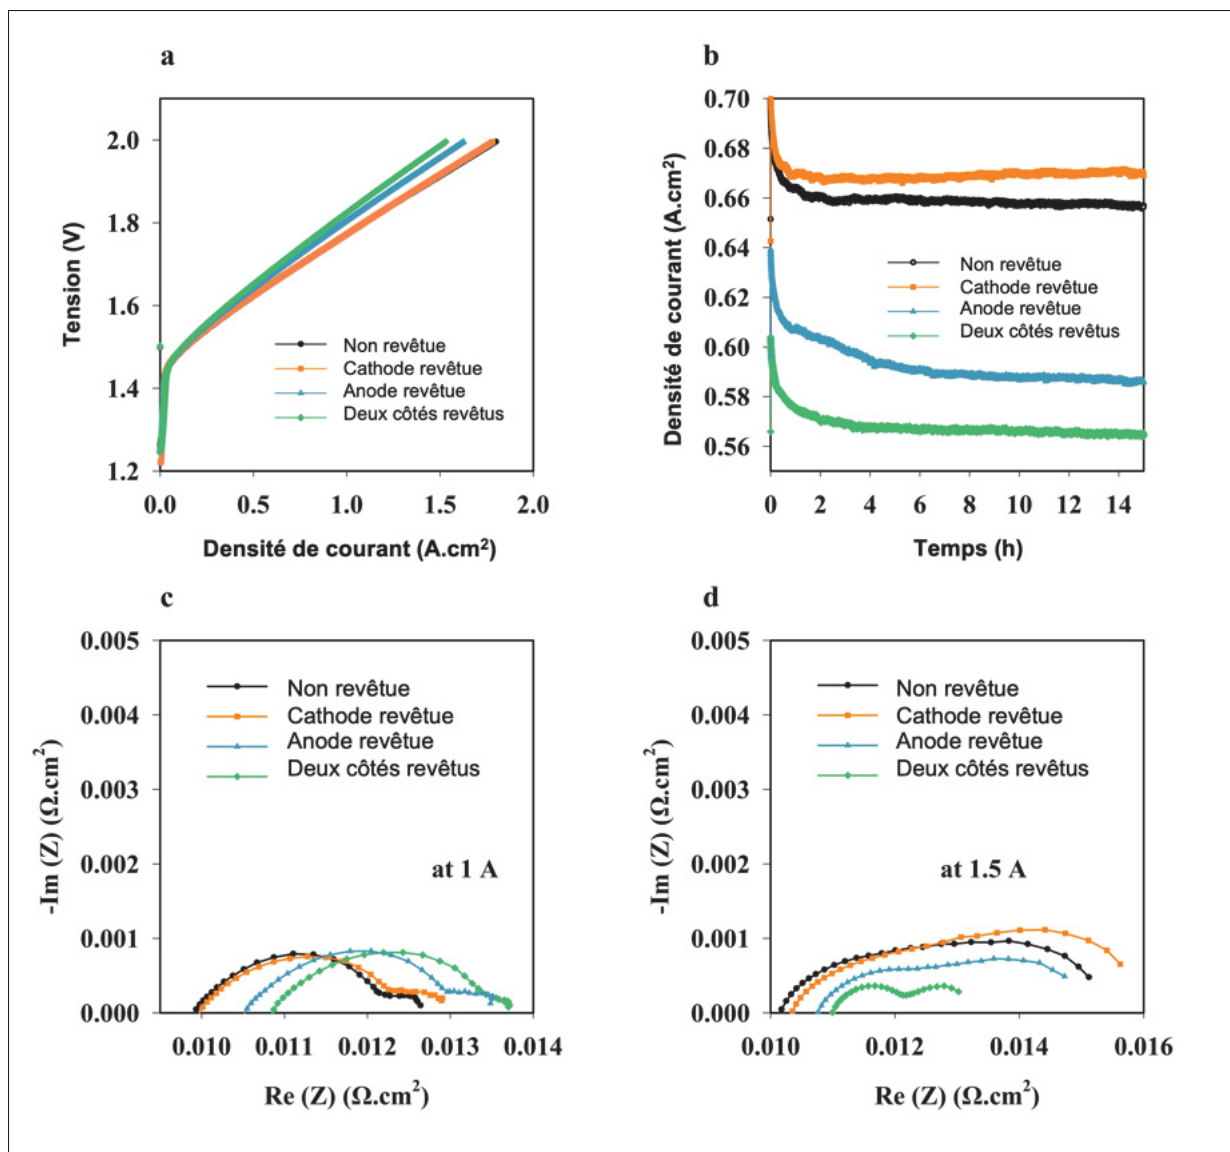 a
Tension (V)
2.0
1.8
1.6
1.4
1.2
Non revêtue
Cathode revêtue
Anode revêtue
Deux côtés revêtus
0.0 0.5 1.0 1.5 2.0
Densité de courant (A.cm²)
b
Densité de courant (A.cm²)
0.70
0.68
0.66
0.64
0.62
0.60
0.58
0.56
Non revêtue
Cathode revêtue
Anode revêtue
Deux côtés revêtus
0 2 4 6 8 10 12 14
Temps (h)
c
-Im (Z) (Ω.cm²)
0.005
0.004
0.003
0.002
0.001
0.000
Non revêtue
Cathode revêtue
Anode revêtue
Deux côtés revêtus
at 1 A
0.010 0.011 0.012 0.013 0.014
Re (Z) (Ω.cm²)
d
-Im (Z) (Ω.cm²)
0.005
0.004
0.003
0.002
0.001
0.000
Non revêtue
Cathode revêtue
Anode revêtue
Deux côtés revêtus
at 1.5 A
0.010 0.012 0.014 0.016
Re (Z) (Ω.cm²)